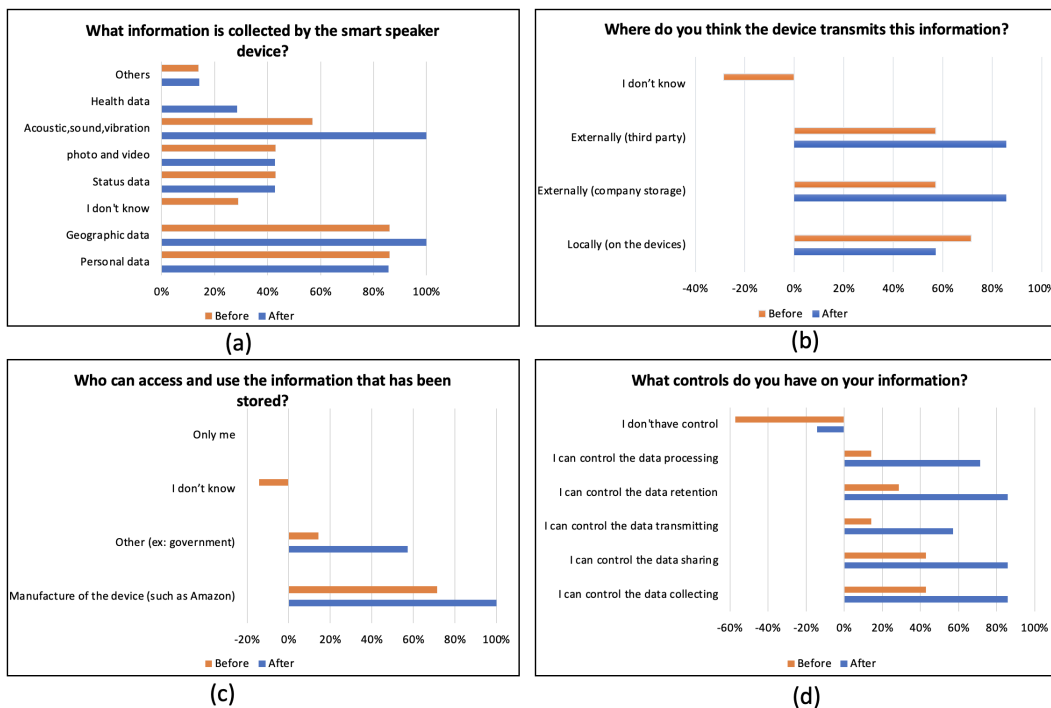 What information is collected by the smart speaker
device?
Others
Health data
Acoustic,sound,vibration
photo and video
Status data
I don't know
Geographic data
Personal data
0% 20% 40% 60% 80% 100%
Before After
(a)
Where do you think the device transmits this information?
I don't know
Externally (third party)
Externally (company storage)
Locally (on the devices)
-40% -20% 0% 20% 40% 60% 80% 100%
Before After
(b)
Who can access and use the information that has been
stored?
Only me
I don't know
Other (ex: government)
Manufacture of the device (such as Amazon)
-20% 0% 20% 40% 60% 80% 100%
Before After
(c)
What controls do you have on your information?
I don'thave control
I can control the data processing
I can control the data retention
I can control the data transmitting
I can control the data sharing
I can control the data collecting
-60% -40% -20% 0% 20% 40% 60% 80% 100%
Before After
(d)